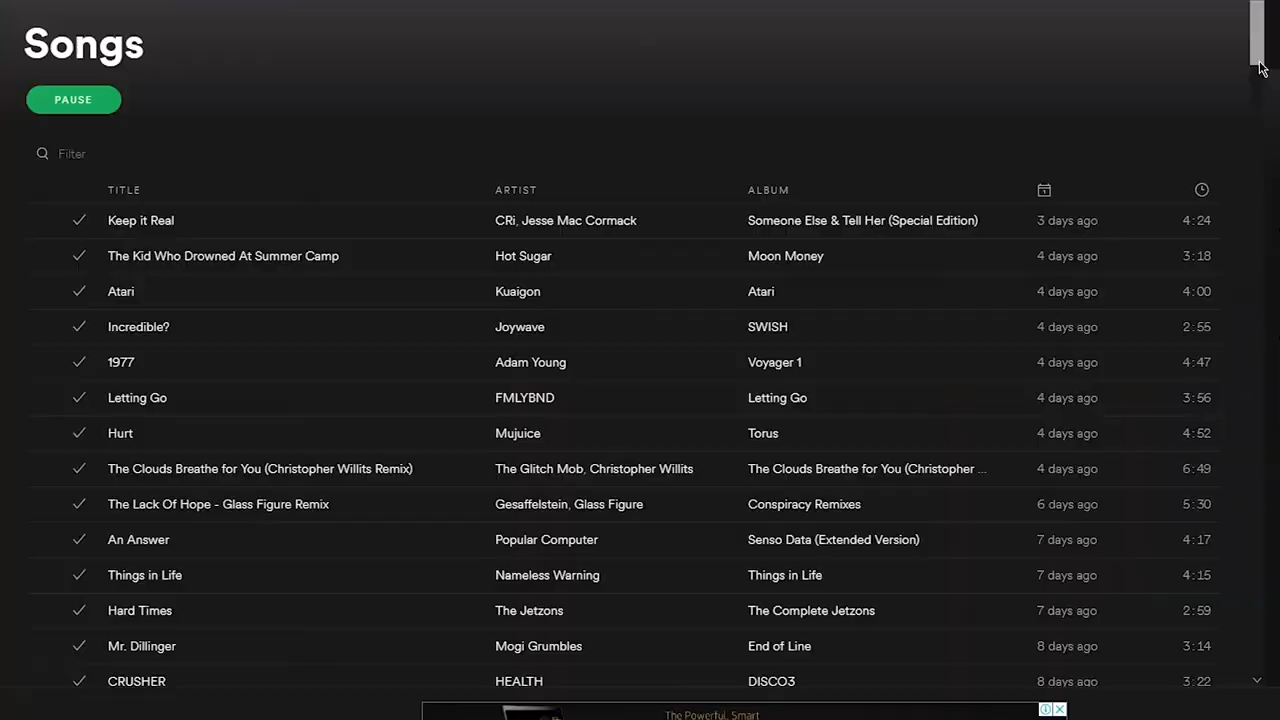 Songs
PAUSE
Filter
TITLE ARTIST ALBUM
Keep it Real CRi, Jesse Mac Cormack Someone Else & Tell Her (Special Edition) 3 days ago 4:24
The Kid Who Drowned At Summer Camp Hot Sugar Moon Money 4 days ago 3:18
Atari Kuaigon Atari 4 days ago 4:00
Incredible? Joywave SWISH 4 days ago 2:55
1977 Adam Young Voyager 1 4 days ago 4:47
Letting Go FMLYBND Letting Go 4 days ago 3:56
Hurt Mujuice Torus 4 days ago 4:52
The Clouds Breathe for You (Christopher Willits Remix) The Glitch Mob, Christopher Willits The Clouds Breathe for You (Christopher ... 4 days ago 6:49
The Lack Of Hope - Glass Figure Remix Gesaffelstein, Glass Figure Conspiracy Remixes 6 days ago 5:30
An Answer Popular Computer Senso Data (Extended Version) 7 days ago 4:17
Things in Life Nameless Warning Things in Life 7 days ago 4:15
Hard Times The Jetzons The Complete Jetzons 7 days ago 2:59
Mr. Dillinger Mogi Grumbles End of Line 8 days ago 3:14
CRUSHER HEALTH DISCO3 8 days ago 3:22
The Powerful, Smart